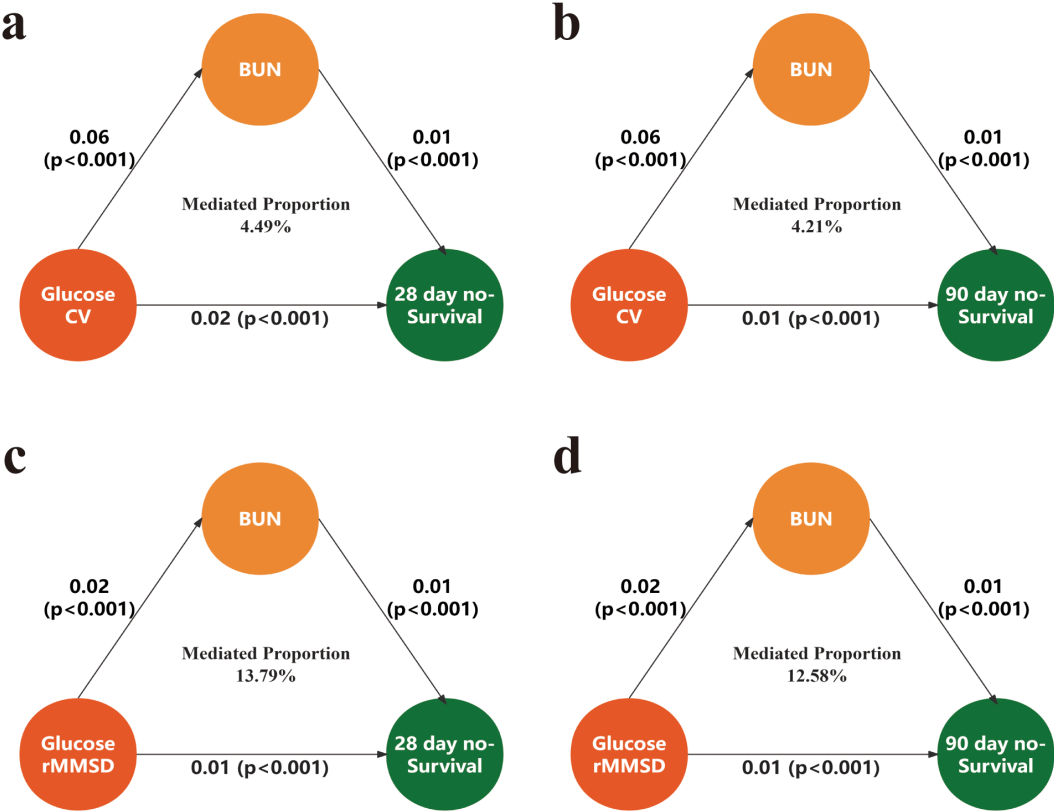 a
BUN
0.06
(p<0.001)
0.01
(p<0.001)
Mediated Proportion
4.49%
Glucose
CV
0.02 (p<0.001)
28 day no-
Survival
b
BUN
0.06
(p<0.001)
0.01
(p<0.001)
Mediated Proportion
4.21%
Glucose
CV
0.01 (p<0.001)
90 day no-
Survival
c
BUN
0.02
(p<0.001)
0.01
(p<0.001)
Mediated Proportion
13.79%
Glucose
rMMSD
0.01 (p<0.001)
28 day no-
Survival
d
BUN
0.02
(p<0.001)
0.01
(p<0.001)
Mediated Proportion
12.58%
Glucose
rMMSD
0.01 (p<0.001)
90 day no-
Survival